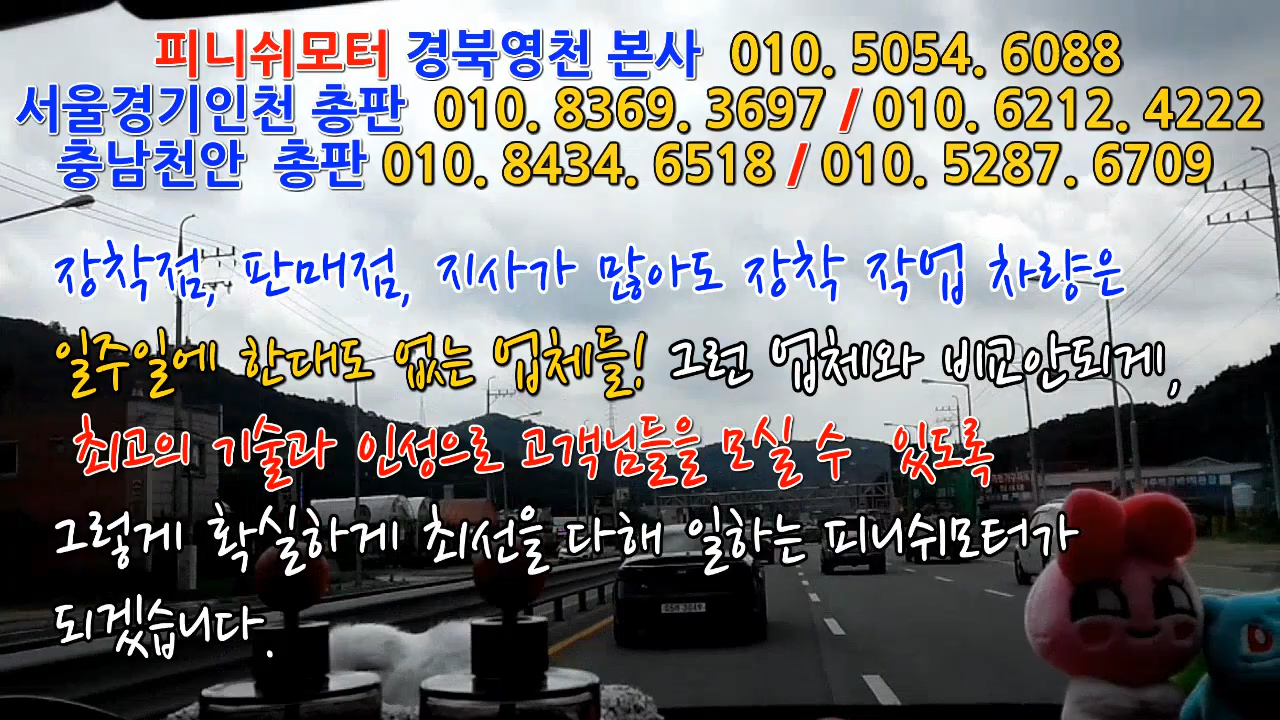 피니쉬모터 경북영천 본사 010. 5054. 6088
서울경기인천 총판 010. 8369. 3697 / 010. 6212. 4222
충남천안 총판 010. 8434. 6518 / 010. 5287. 6709
장착점, 판매점, 지사가 많아도 장착 작업 차량은
일주일에 한대도 없는 업체들! 그런 업체와 비교안되게,
최고의 기술과 인성으로 고객님들을 모실 수 있도록
그렇게 확실하게 최선을 다해 일하는 피니쉬모터가
되겠습니다.